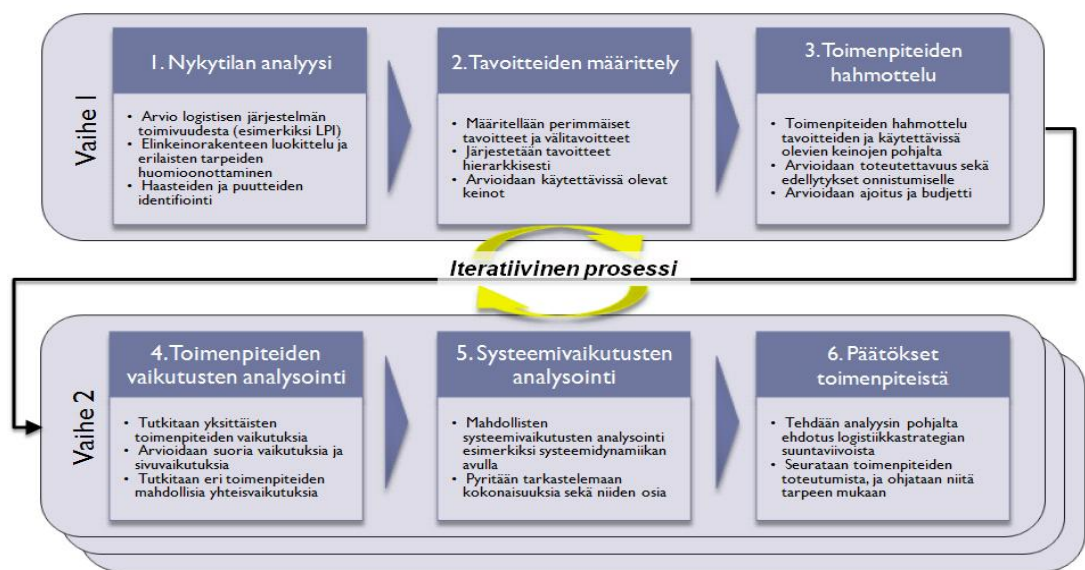 Vaihe 1
1. Nykytilan analyysi
• Arvio logistisen järjestelmän
toimivuudesta (esimerkiksi LPI)
• Elinkeinorakenteen luokittelu ja
erilaisten tarpeiden
huomioonottaminen
• Haasteiden ja puutteiden
identifiointi
2. Tavoitteiden määrittely
• Määritellään perimmäiset
tavoitteet ja välitavoitteet
• Järjestetään tavoitteet
hierarkkisesti
• Arvioidaan käytettävissä olevat
keinot
3. Toimenpiteiden
hahmottelu
• Toimenpiteiden hahmottelu
tavoitteiden ja käytettävissä
olevien keinojen pohjalta
• Arvioidaan toteutettavuus sekä
edellytykset onnistumiselle
• Arvioidaan ajoitus ja budjetti
Iteratiivinen prosessi
Vaihe 2
4. Toimenpiteiden
vaikutusten analysointi
• Tutkitaan yksittäisten
toimenpiteiden vaikutuksia
• Arvioidaan suoria vaikutuksia ja
sivuvaikutuksia
• Tutkitaan eri toimenpiteiden
mahdollisia yhteisvaikutuksia
5. Systeemivaikutusten
analysointi
• Mahdollisten
systeemivaikutusten analysointi
esimerkiksi systeemidynamiikan
avulla
• Pyritään tarkastelemaan
kokonaisuuksia sekä niiden osia
6. Päätökset
toimenpiteistä
• Tehdään analyysin pohjalta
ehdotus logistiikkastrategian
suuntaviivoista
• Seurataan toimenpiteiden
toteutumista, ja ohjataan niitä
tarpeen mukaan